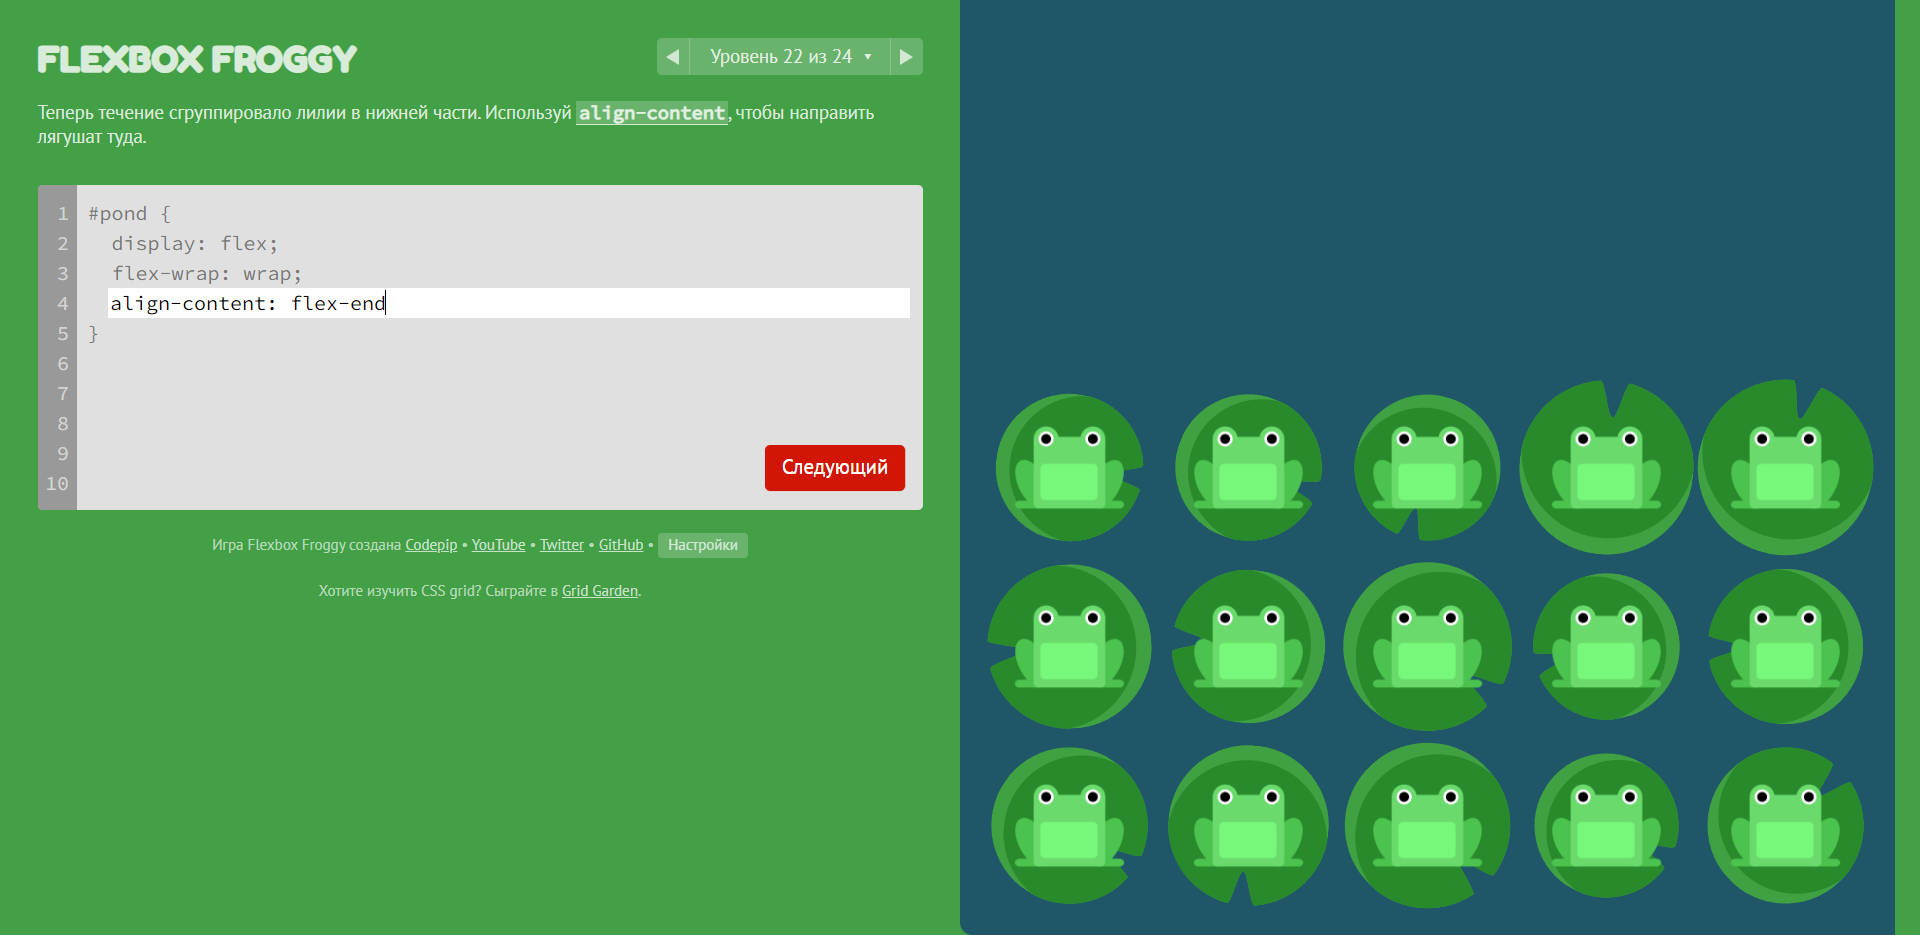 FLEXBOX FROGGY
◀ Уровень 22 из 24 ▾ ▶
Теперь течение сгруппировало лилии в нижней части. Используй align-content, чтобы направить
лягушат туда.
1 #pond {
2 display: flex;
3 flex-wrap: wrap;
4 align-content: flex-end
5 }
6
7
8
9
10
Следующий
Игра Flexbox Froggy создана Codepip • YouTube • Twitter • GitHub • Настройки
Хотите изучить CSS grid? Сыграйте в Grid Garden.